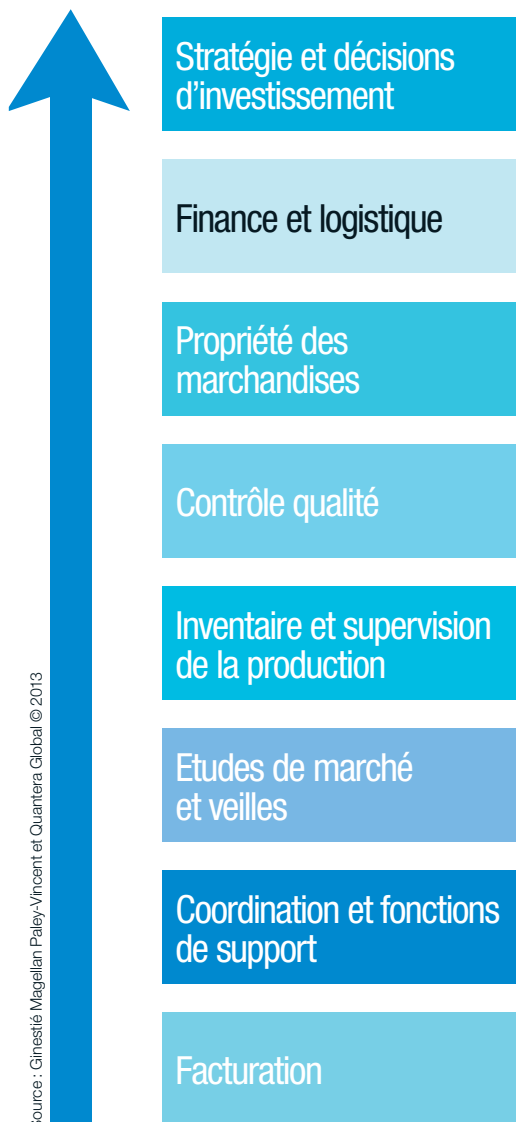 Stratégie et décisions
d'investissement
Finance et logistique
Propriété des
marchandises
Contrôle qualité
Inventaire et supervision
de la production
Etudes de marché
et veilles
Coordination et fonctions
de support
Facturation
Source : Ginestié Magellan Paley-Vincent et Quantera Global © 2013